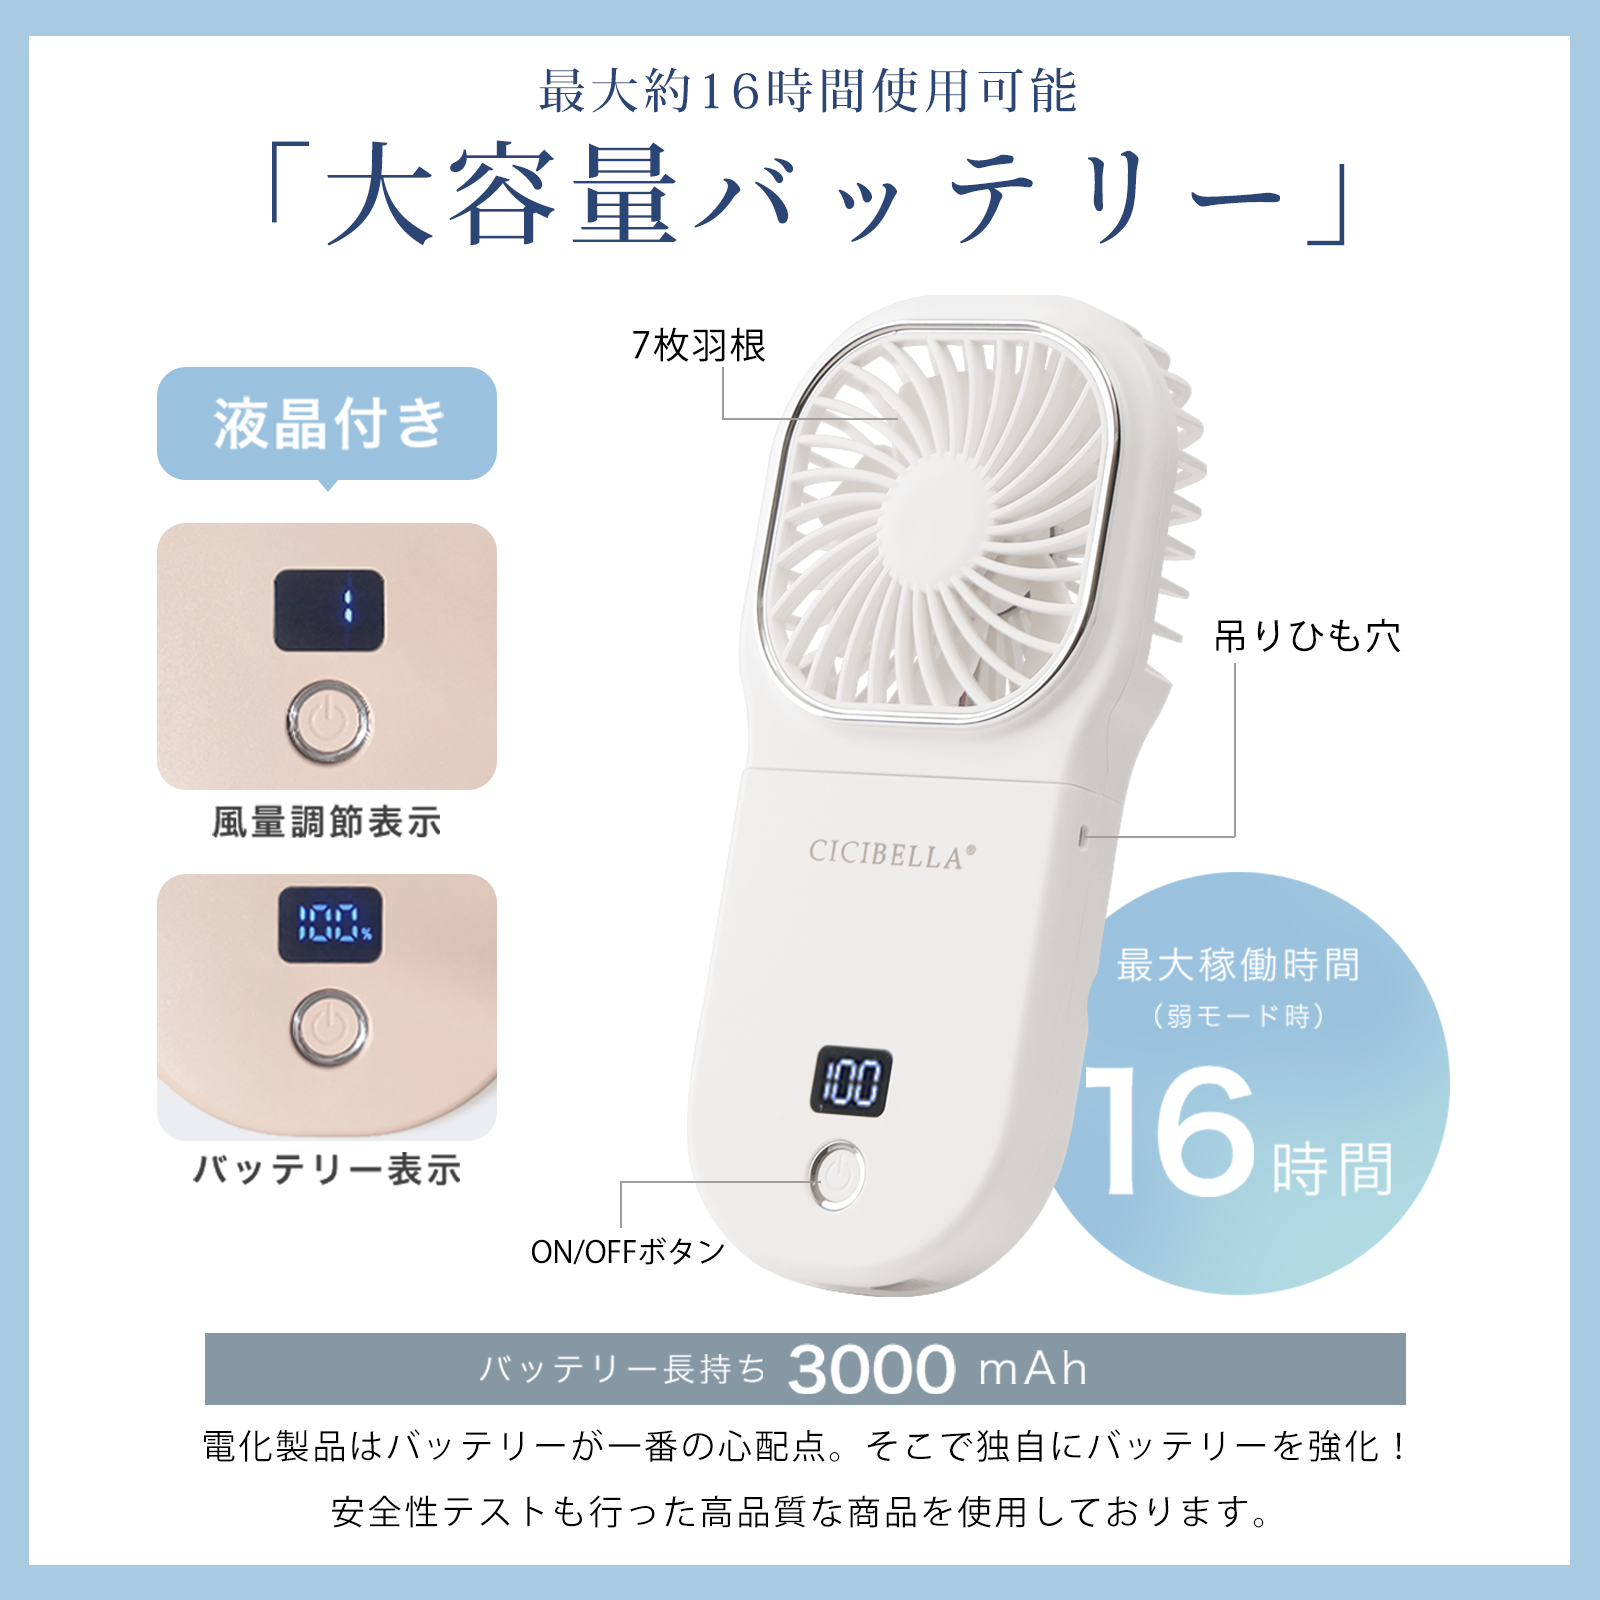 最大約16時間使用可能
「大容量バッテリー」
7枚羽根
液晶付き
1
風量調節表示
100%
バッテリー表示
吊りひも穴
CICIBELLA®
100
ON/OFFボタン
最大稼働時間
(弱モード時)
16時間
バッテリー長持ち 3000 mAh
電化製品はバッテリーが一番の心配点。そこで独自にバッテリーを強化!
安全性テストも行った高品質な商品を使用しております。